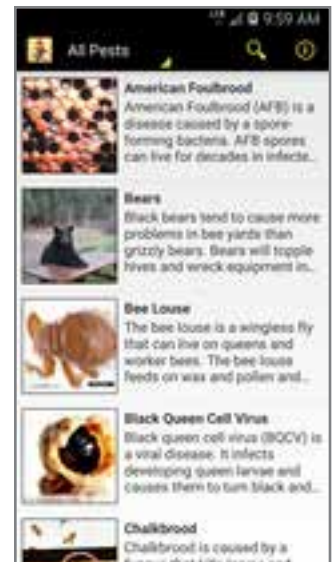 9:59 AM
All Pests
American Foulbrood
American Foulbrood (AFB) is a
disease caused by a spore-
forming bacteria. AFB spores
can live for decades in infecte...
Bears
Black bears tend to cause more
problems in bee yards than
grizzly bears. Bears will topple
hives and wreck equipment in...
Bee Louse
The bee louse is a wingless fly
that can live on queens and
worker bees. The bee louse
feeds on wax and pollen and...
Black Queen Cell Virus
Black queen cell virus (BQCV) is
a viral disease. It infects
developing queen larvae and
causes them to turn black and...
Chalkbrood
Chalkbrood is caused by a